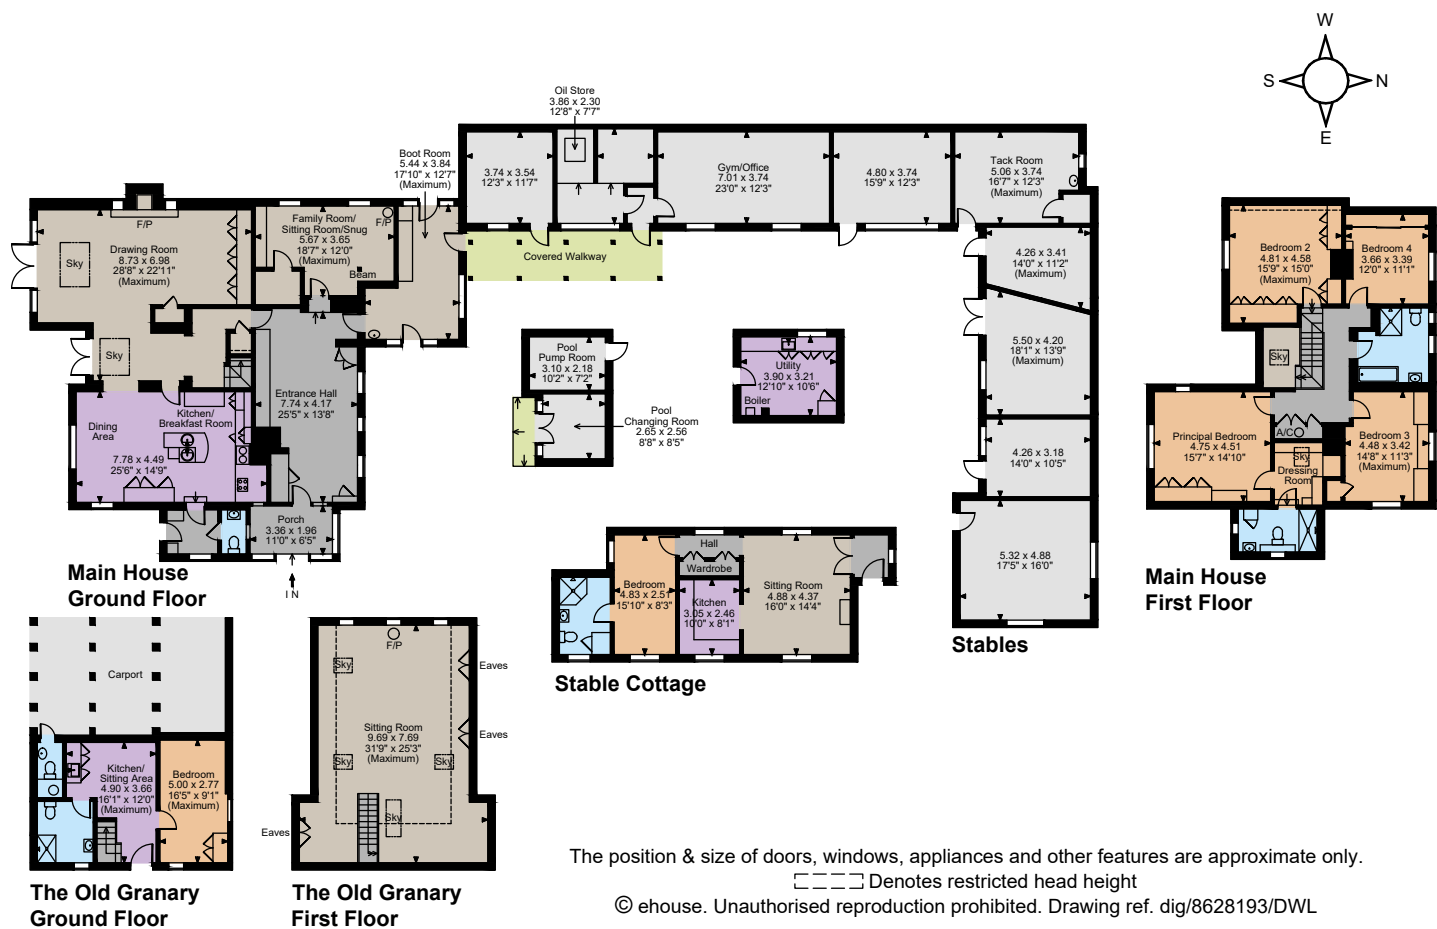 W
S
N
E
Oil Store
3.86 x 2.30
12'8" x 7'7"
Boot Room
5.44 x 3.84
17'10" x 12'7"
(Maximum)
3.74 x 3.54
12'3" x 11'7"
Gym/Office
7.01 x 3.74
23'0" x 12'3"
4.80 x 3.74
15'9" x 12'3"
Tack Room
5.06 x 3.74
16'7" x 12'3"
(Maximum)
F/P
Drawing Room
8.73 x 6.98
28'8" x 22'11"
(Maximum)
Sky
Family Room/
Sitting Room/Snug
5.67 x 3.65
18'7" x 12'0"
(Maximum)
F/P
Beam
Covered Walkway
4.26 x 3.41
14'0" x 11'2"
(Maximum)
5.50 x 4.20
18'1" x 13'9"
(Maximum)
4.26 x 3.18
14'0" x 10'5"
5.32 x 4.88
17'5" x 16'0"
Stables
Sky
Entrance Hall
7.74 x 4.17
25'5" x 13'8"
Kitchen/
Breakfast Room
Dining
Area
7.78 x 4.49
25'6" x 14'9"
Porch
3.36 x 1.96
11'0" x 6'5"
IN
Main House
Ground Floor
Pool
Pump Room
3.10 x 2.18
10'2" x 7'2"
Pool
Changing Room
2.65 x 2.56
8'8" x 8'5"
Utility
3.90 x 3.21
12'10" x 10'6"
Boiler
Bedroom 2
4.81 x 4.58
15'9" x 15'0"
(Maximum)
Bedroom 4
3.66 x 3.39
12'0" x 11'1"
Sky
Principal Bedroom
4.75 x 4.51
15'7" x 14'10"
A/C
Sky
Dressing
Room
Bedroom 3
4.48 x 3.42
14'8" x 11'3"
(Maximum)
Main House
First Floor
Hall
Wardrobe
Bedroom
4.83 x 2.51
15'10" x 8'3"
Kitchen
3.05 x 2.46
10'0" x 8'1"
Sitting Room
4.88 x 4.37
16'0" x 14'4"
Stable Cottage
Carport
Kitchen/
Sitting Area
4.90 x 3.66
16'1" x 12'0"
(Maximum)
Bedroom
5.00 x 2.77
16'5" x 9'1"
(Maximum)
The Old Granary
Ground Floor
F/P
Sky
Eaves
Sitting Room
9.69 x 7.69
31'9" x 25'3"
(Maximum)
Eaves
Sky
Sky
Sky
Eaves
The Old Granary
First Floor
The position & size of doors, windows, appliances and other features are approximate only.
Denotes restricted head height
© ehouse. Unauthorised reproduction prohibited. Drawing ref. dig/8628193/DWL